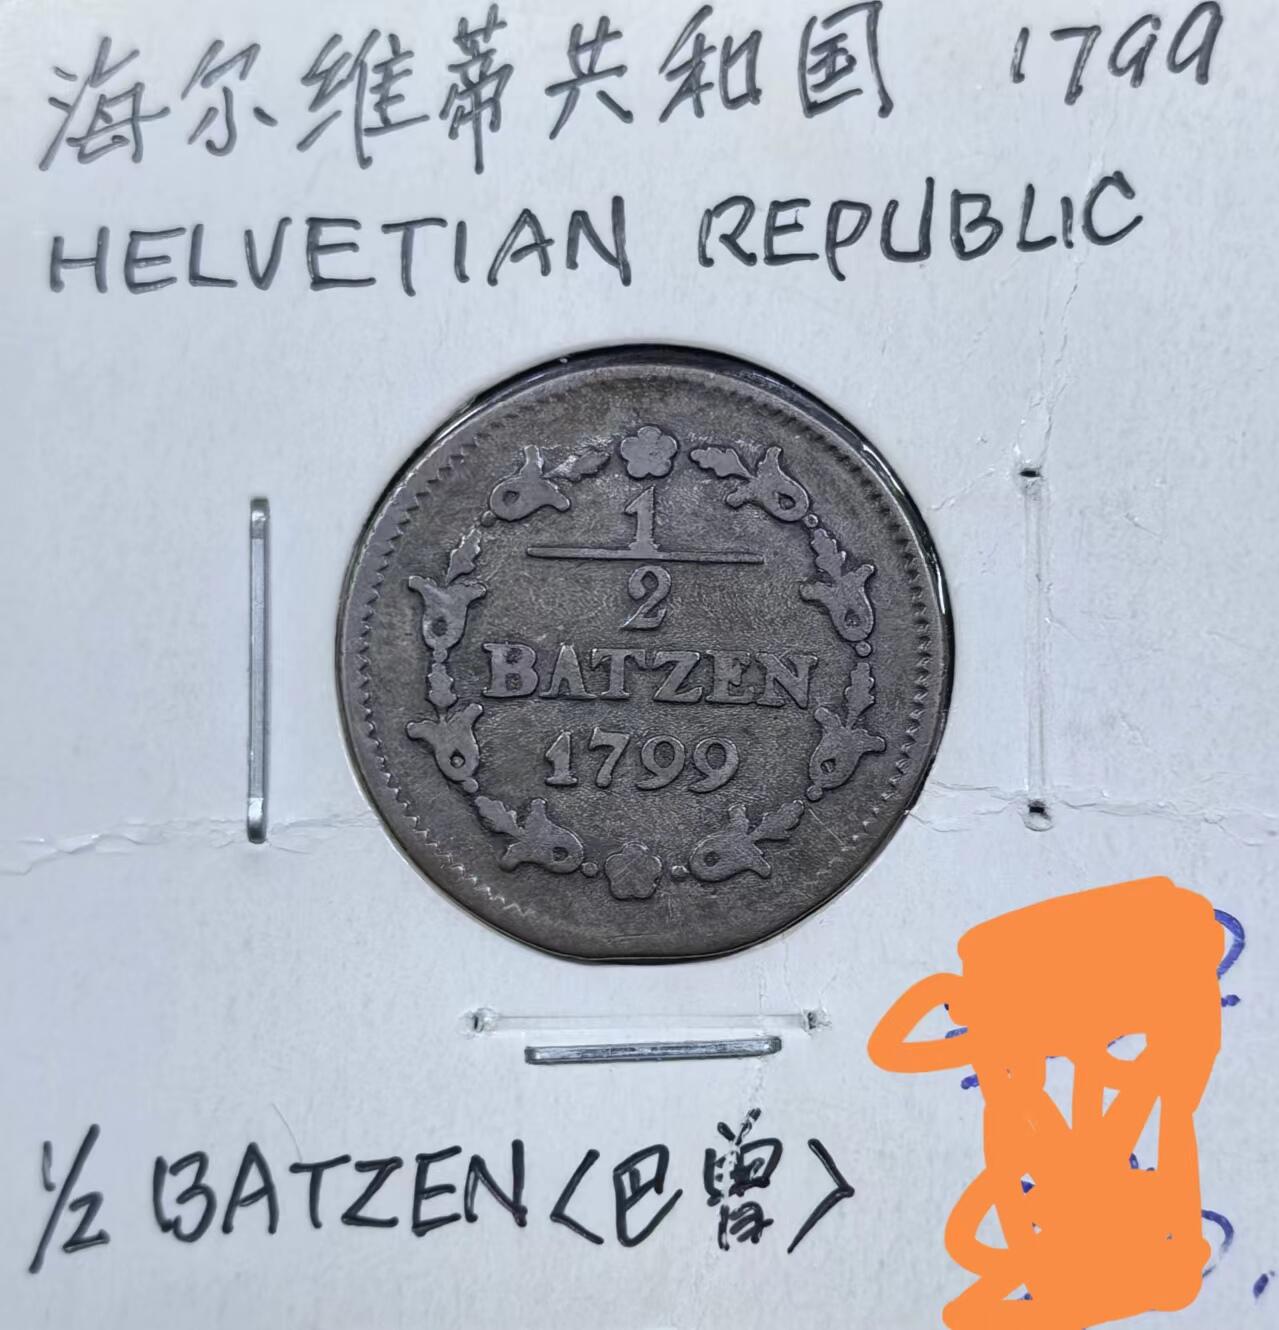 海尔维蒂共和国 1799
HELVETIAN REPUBLIC
1
2
BATZEN
1799
1/2 BATZEN〈巴曾〉